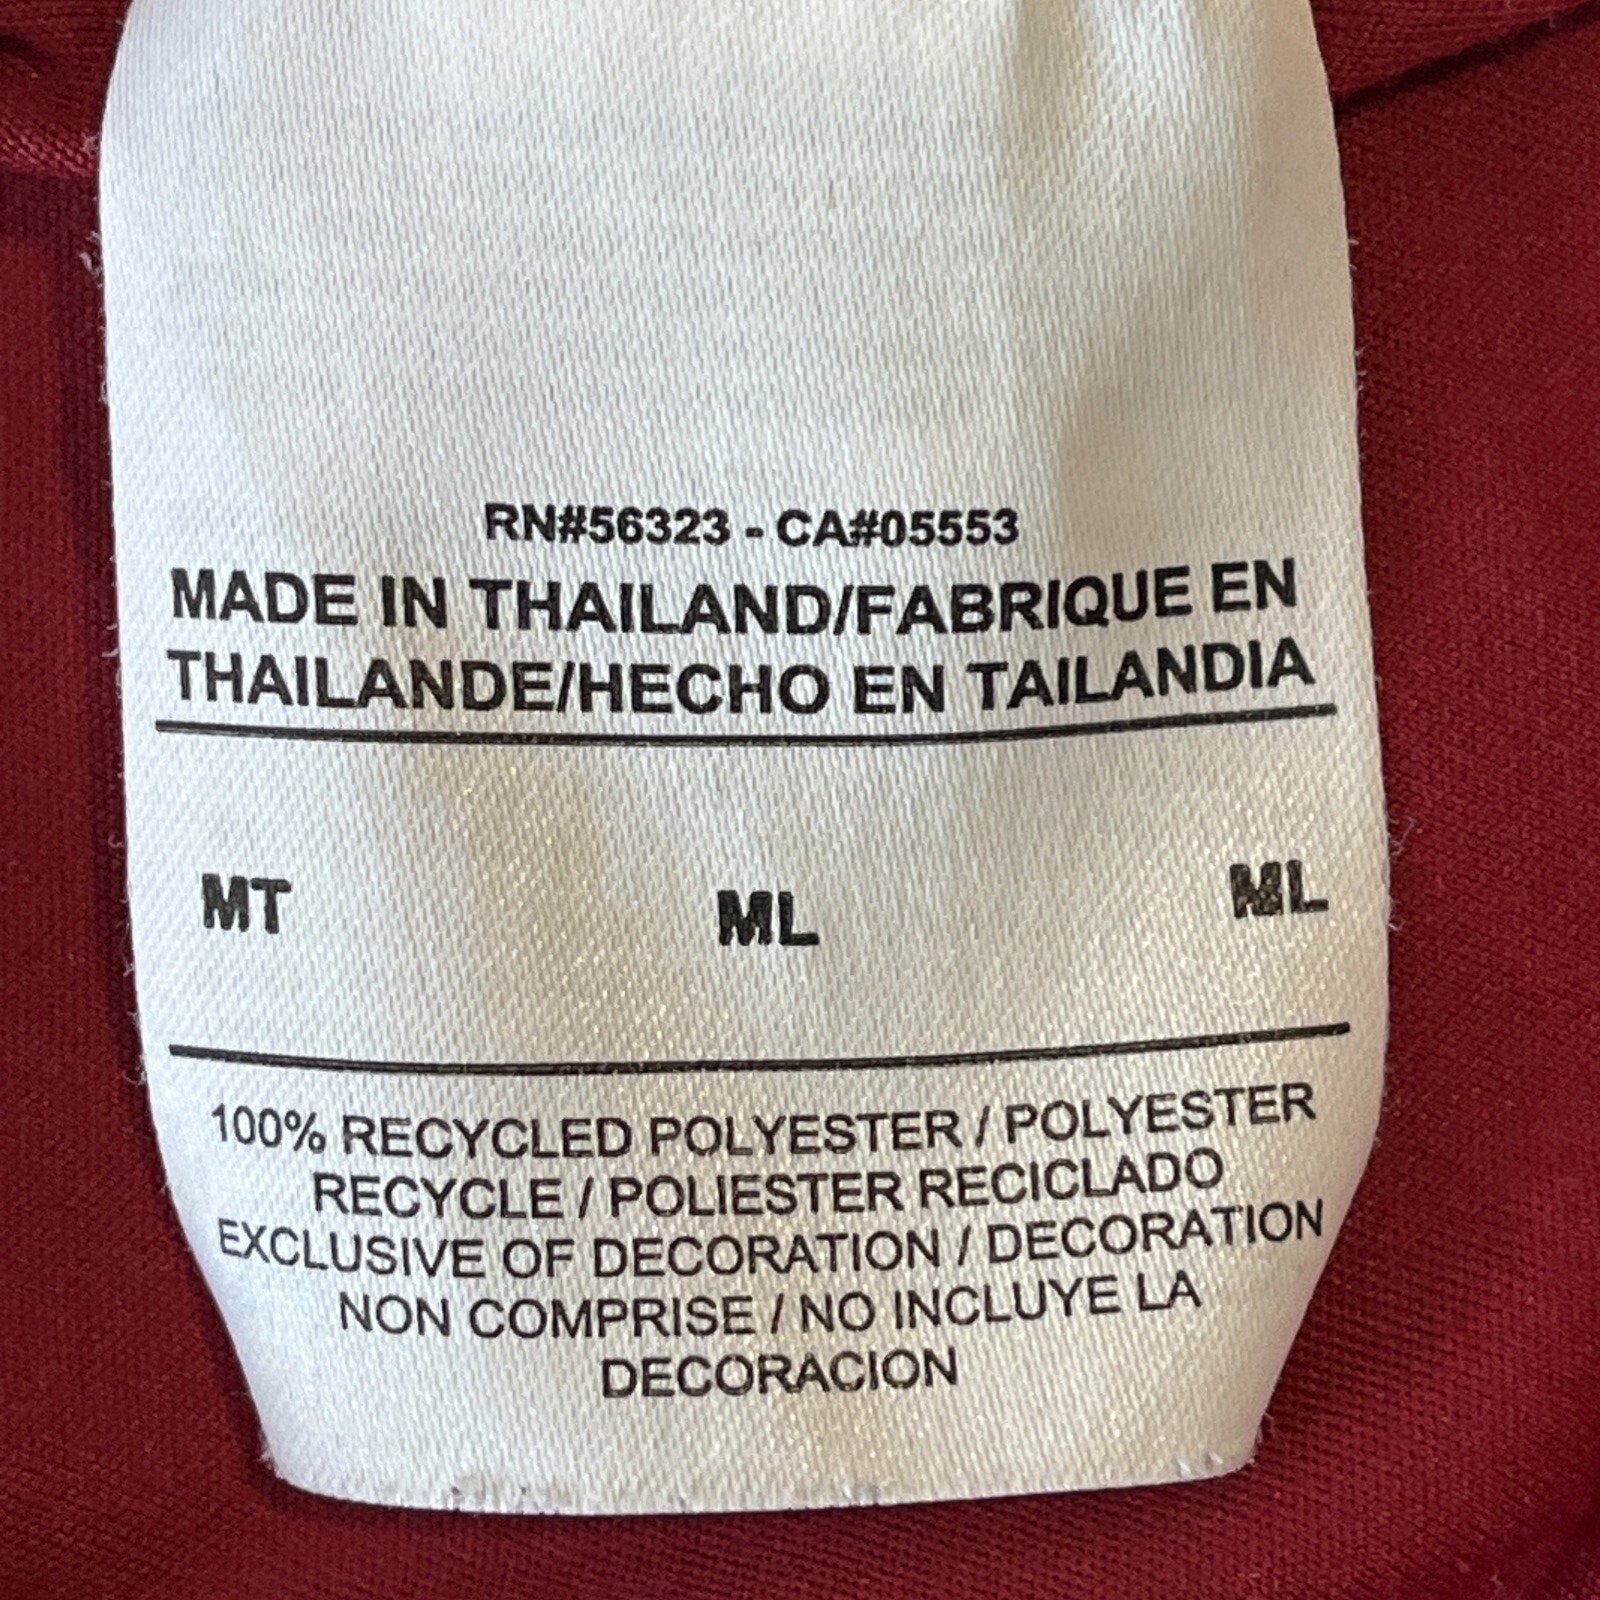 RN#56323 - CA#05553
MADE IN THAILAND/FABRIQUE EN
THAILANDE/HECHO EN TAILANDIA
MT ML ML
100% RECYCLED POLYESTER / POLYESTER
RECYCLE / POLIESTER RECICLADO
EXCLUSIVE OF DECORATION / DECORATION
NON COMPRISE / NO INCLUYE LA
DECORACION